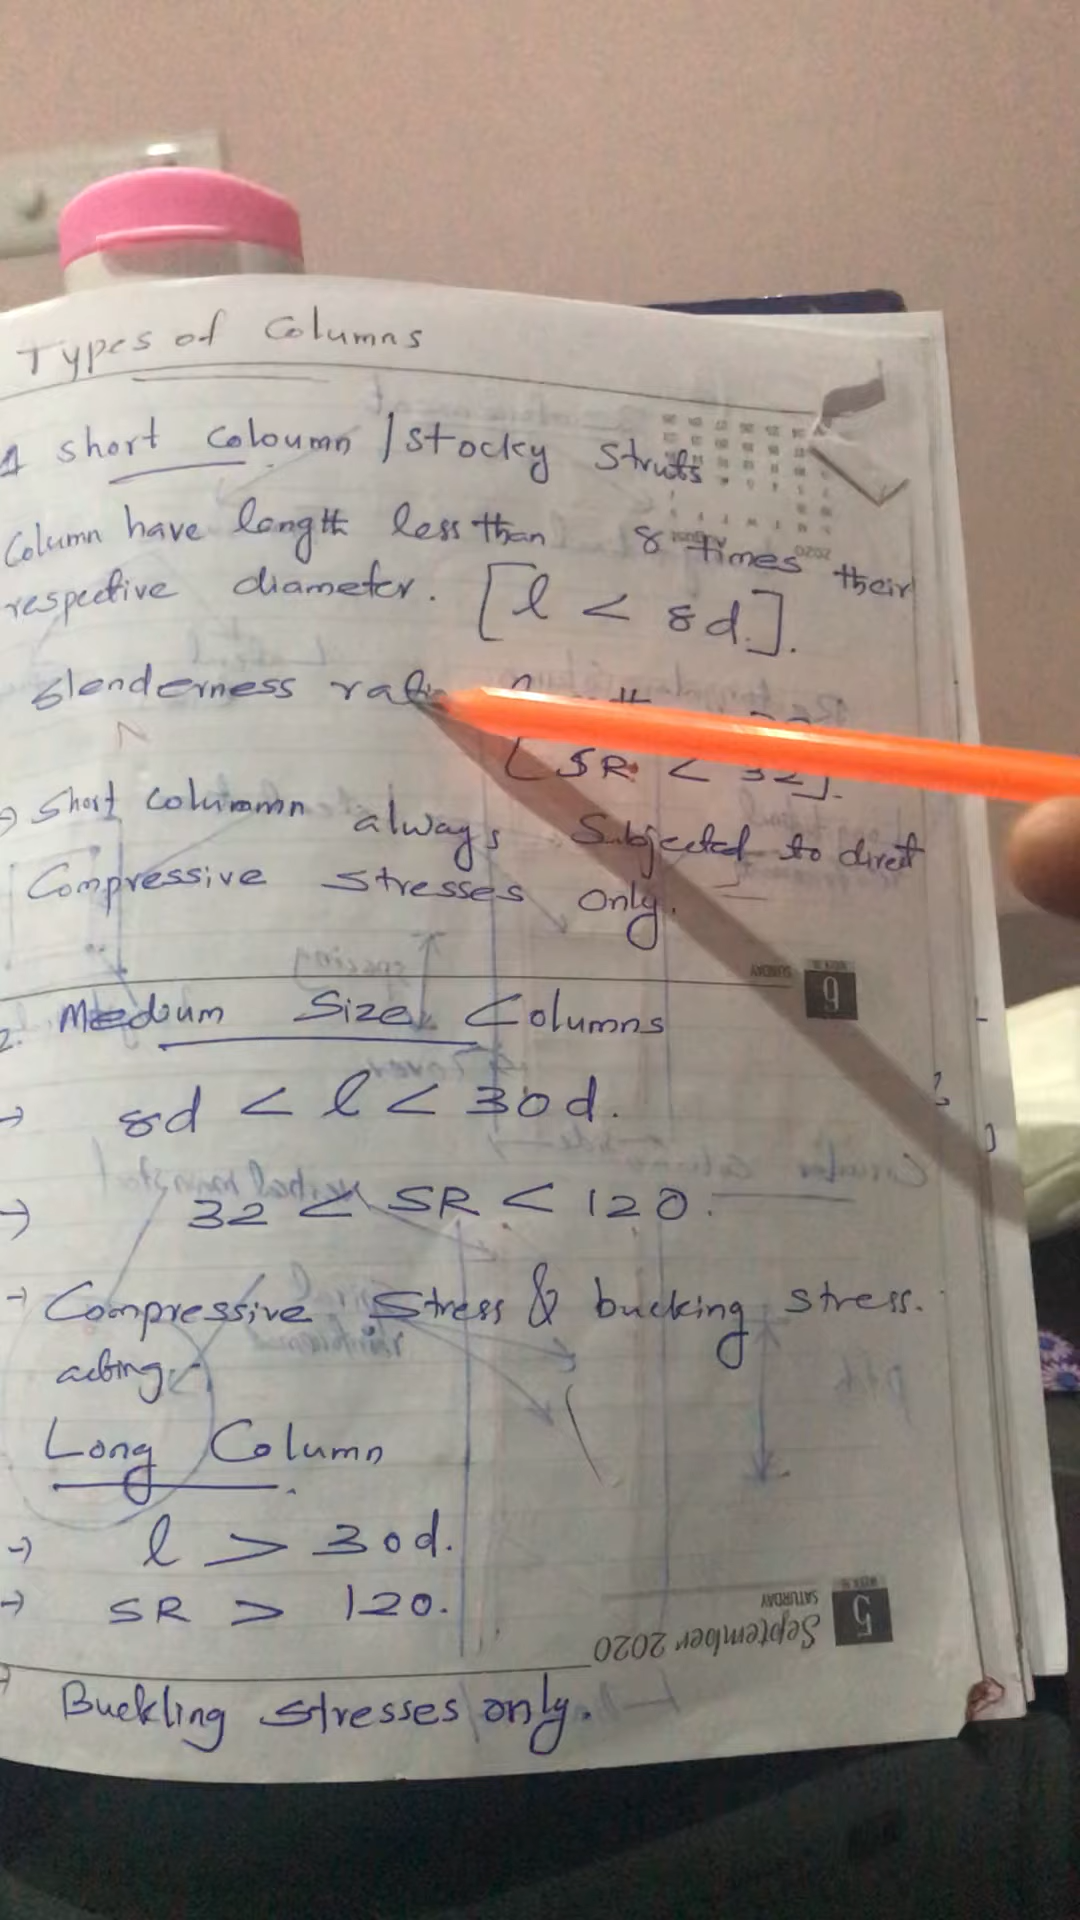 Types of Columns
1 short coloumn / stocky struts
Column have length less than 8 times their
respective diameter. [l < 8d.].
Slenderness ratio
[SR < 32].
→ Short colummn always Subjected to direct
Compressive stresses only.
SUNDAY
6
2. Medium Size Columns
→ 8d < l < 30d.
→ 32 < SR < 120.
→ Compressive Stress & bucking stress.
acting.
Long Column
→ l > 30d.
→ SR > 120.
5
SATURDAY
September 2020
→ Buckling stresses only.